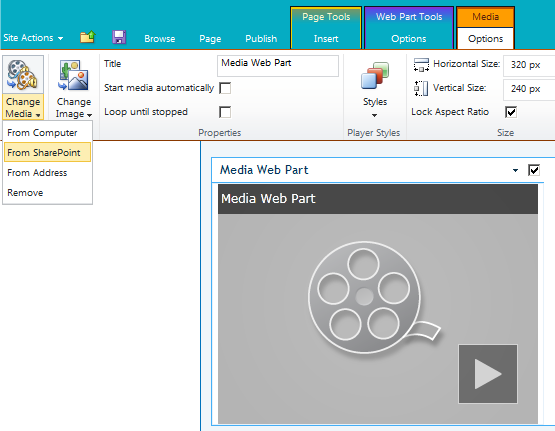 Page Tools
Web Part Tools
Media
Site Actions
Browse
Page
Publish
Insert
Options
Options
Change Media
Change Image
Title
Media Web Part
Start media automatically
Loop until stopped
Properties
Styles
Player Styles
Horizontal Size:
320 px
Vertical Size:
240 px
Lock Aspect Ratio
Size
From Computer
From SharePoint
From Address
Remove
Media Web Part
Media Web Part